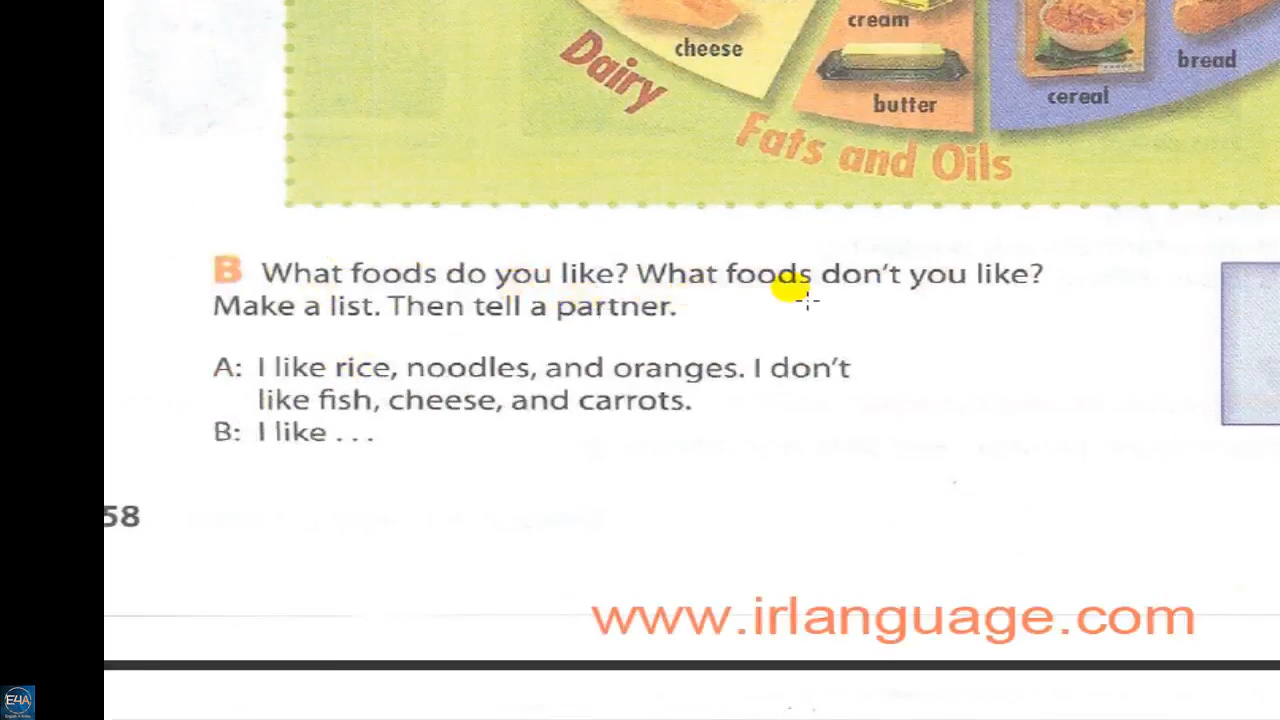 cream
cheese
bread
Dairy
butter
cereal
Fats and Oils
B What foods do you like? What foods don't you like?
Make a list. Then tell a partner.
A: I like rice, noodles, and oranges. I don't
like fish, cheese, and carrots.
B: I like . . .
58
www.irlanguage.com
E4A